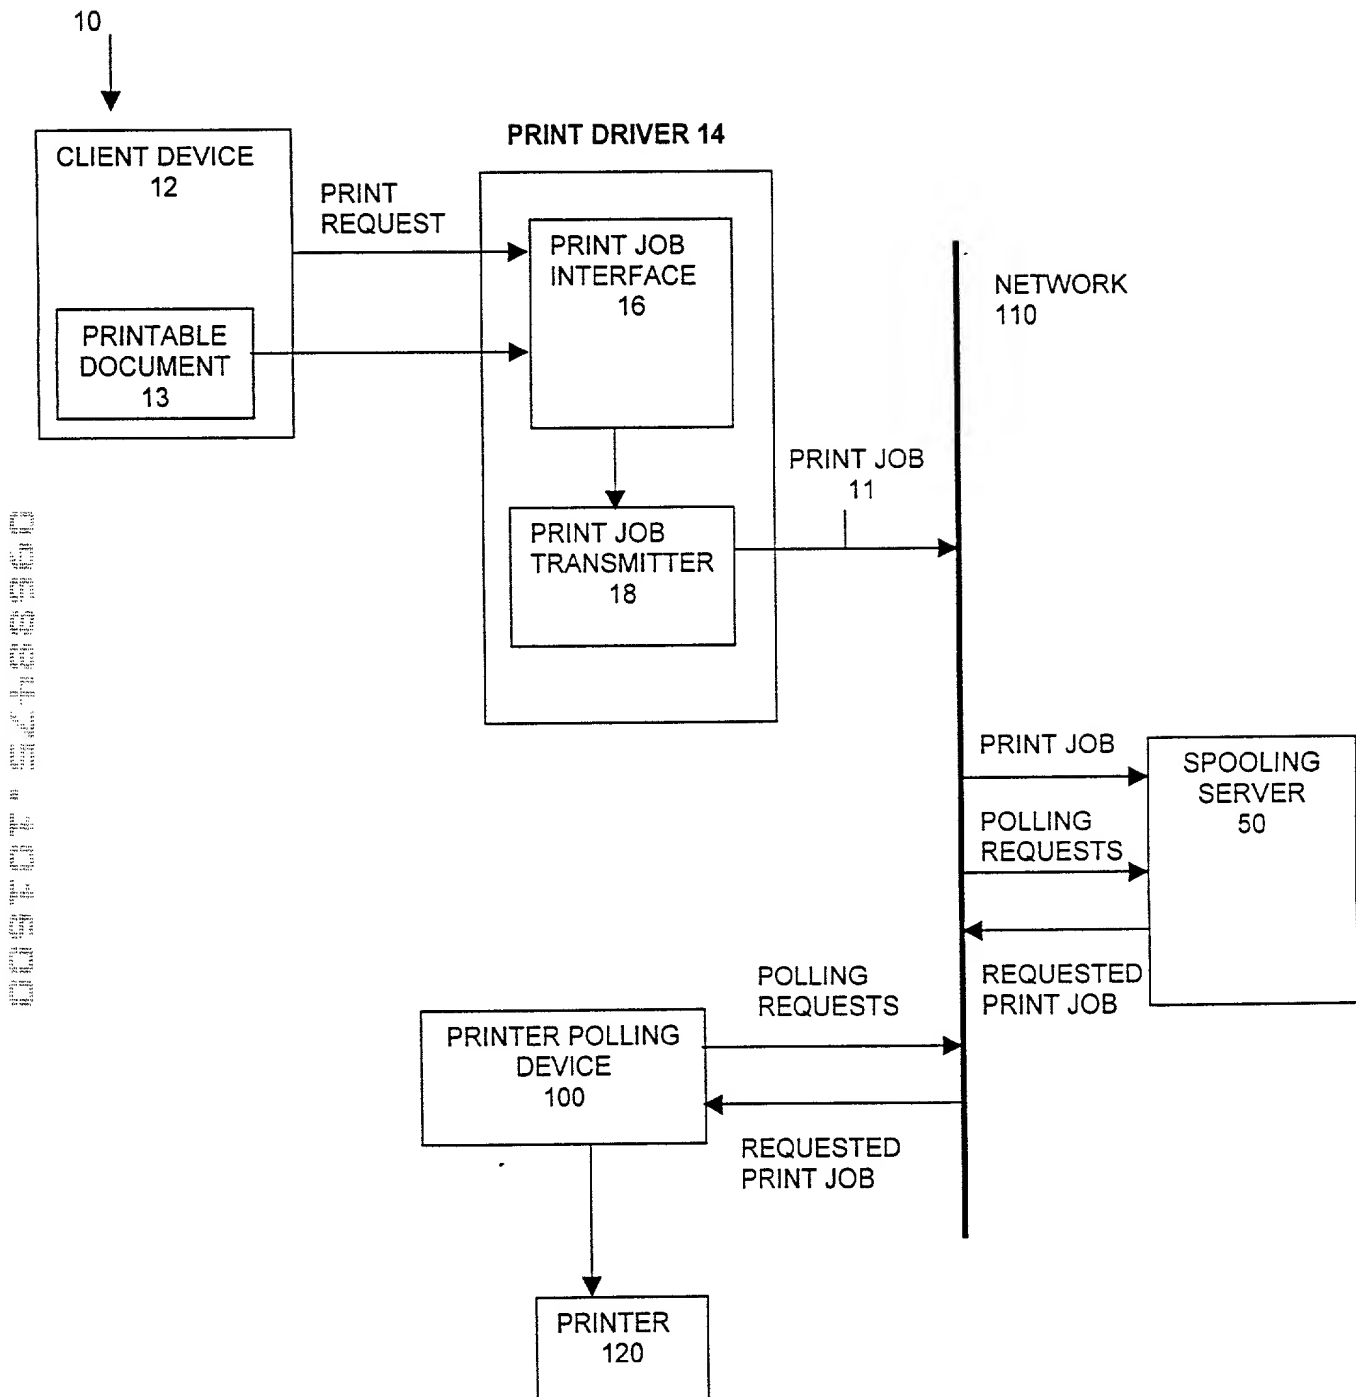 10
CLIENT DEVICE
12
PRINTABLE
DOCUMENT
13
PRINT
REQUEST
PRINT DRIVER 14
PRINT JOB
INTERFACE
16
PRINT JOB
TRANSMITTER
18
PRINT JOB
11
NETWORK
110
PRINT JOB
POLLING
REQUESTS
SPOOLING
SERVER
50
REQUESTED
PRINT JOB
POLLING
REQUESTS
PRINTER POLLING
DEVICE
100
REQUESTED
PRINT JOB
PRINTER
120